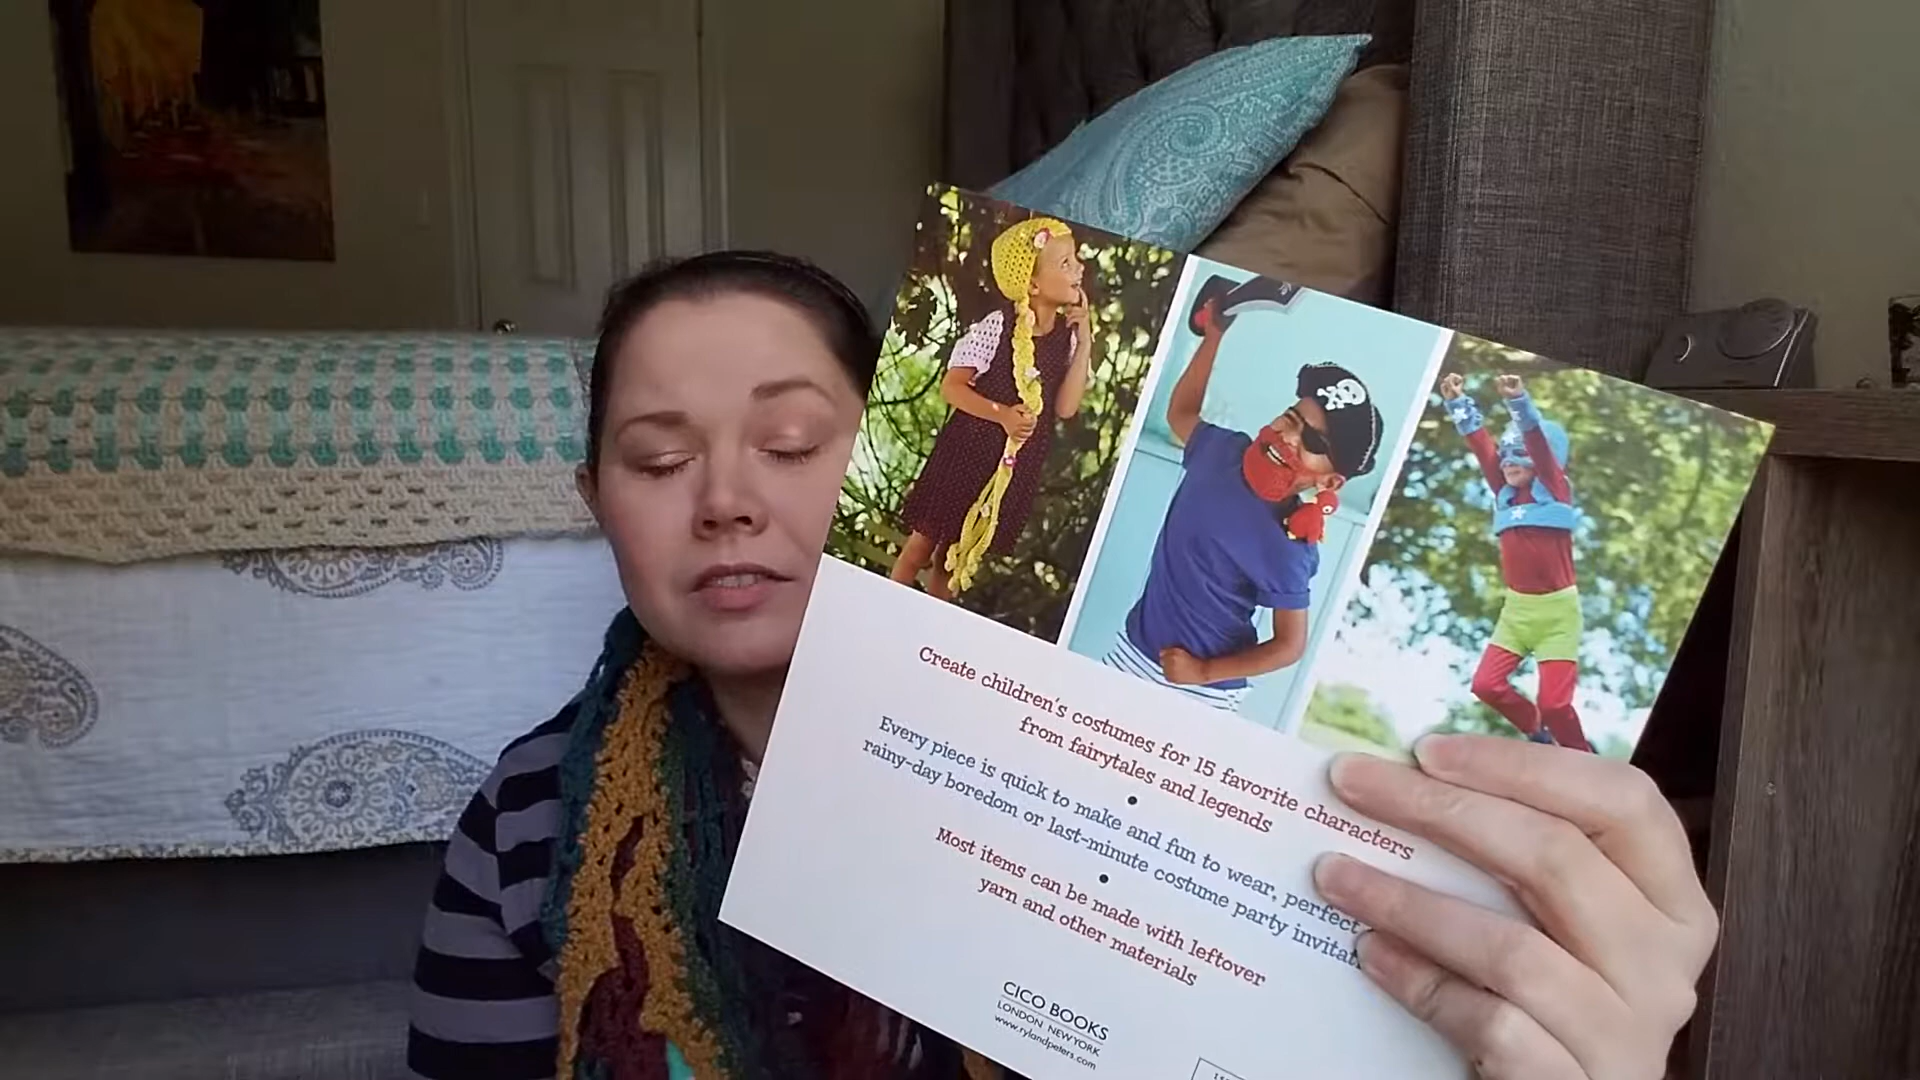 Create children's costumes for 15 favorite characters
from fairytales and legends
•
Every piece is quick to make and fun to wear, perfect
rainy-day boredom or last-minute costume party
•
Most items can be made with leftover
yarn and other materials
CICO BOOKS
LONDON NEW YORK
www.rylandpeters.com